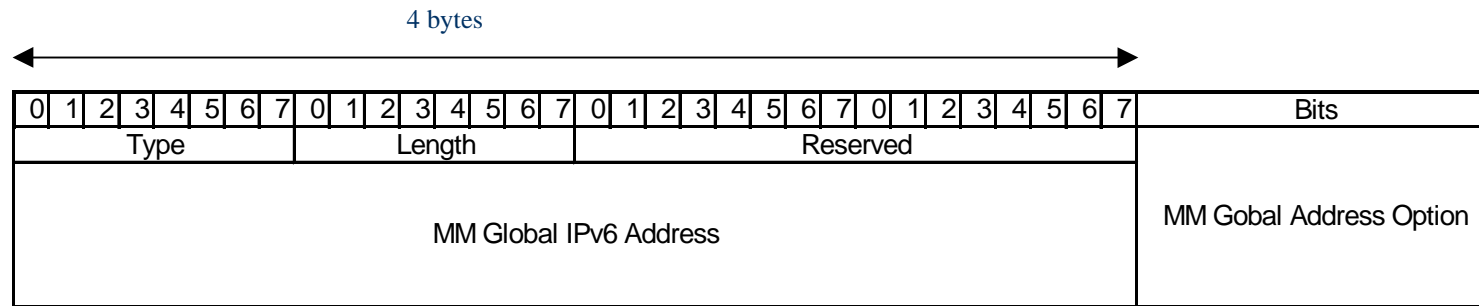 4 bytes
0 1 2 3 4 5 6 7 0 1 2 3 4 5 6 7 0 1 2 3 4 5 6 7 0 1 2 3 4 5 6 7 Bits
Type Length Reserved
MM Global IPv6 Address
MM Gobal Address Option